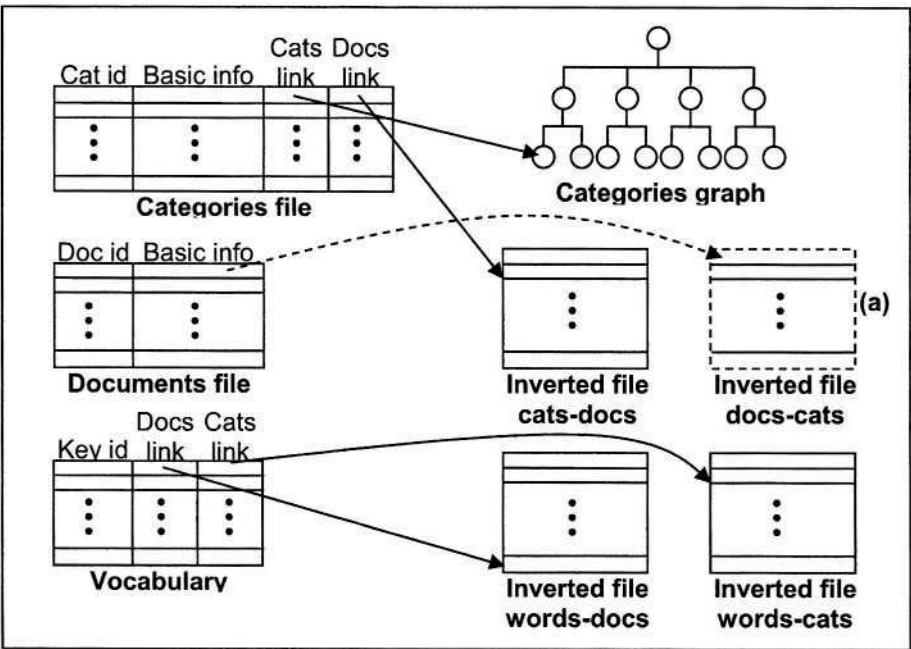 Cats Docs
Cat id Basic info link link
Categories file
Categories graph
Doc id Basic info
Documents file
(a)
Inverted file
cats-docs
Inverted file
docs-cats
Docs Cats
Key id link link
Vocabulary
Inverted file
words-docs
Inverted file
words-cats